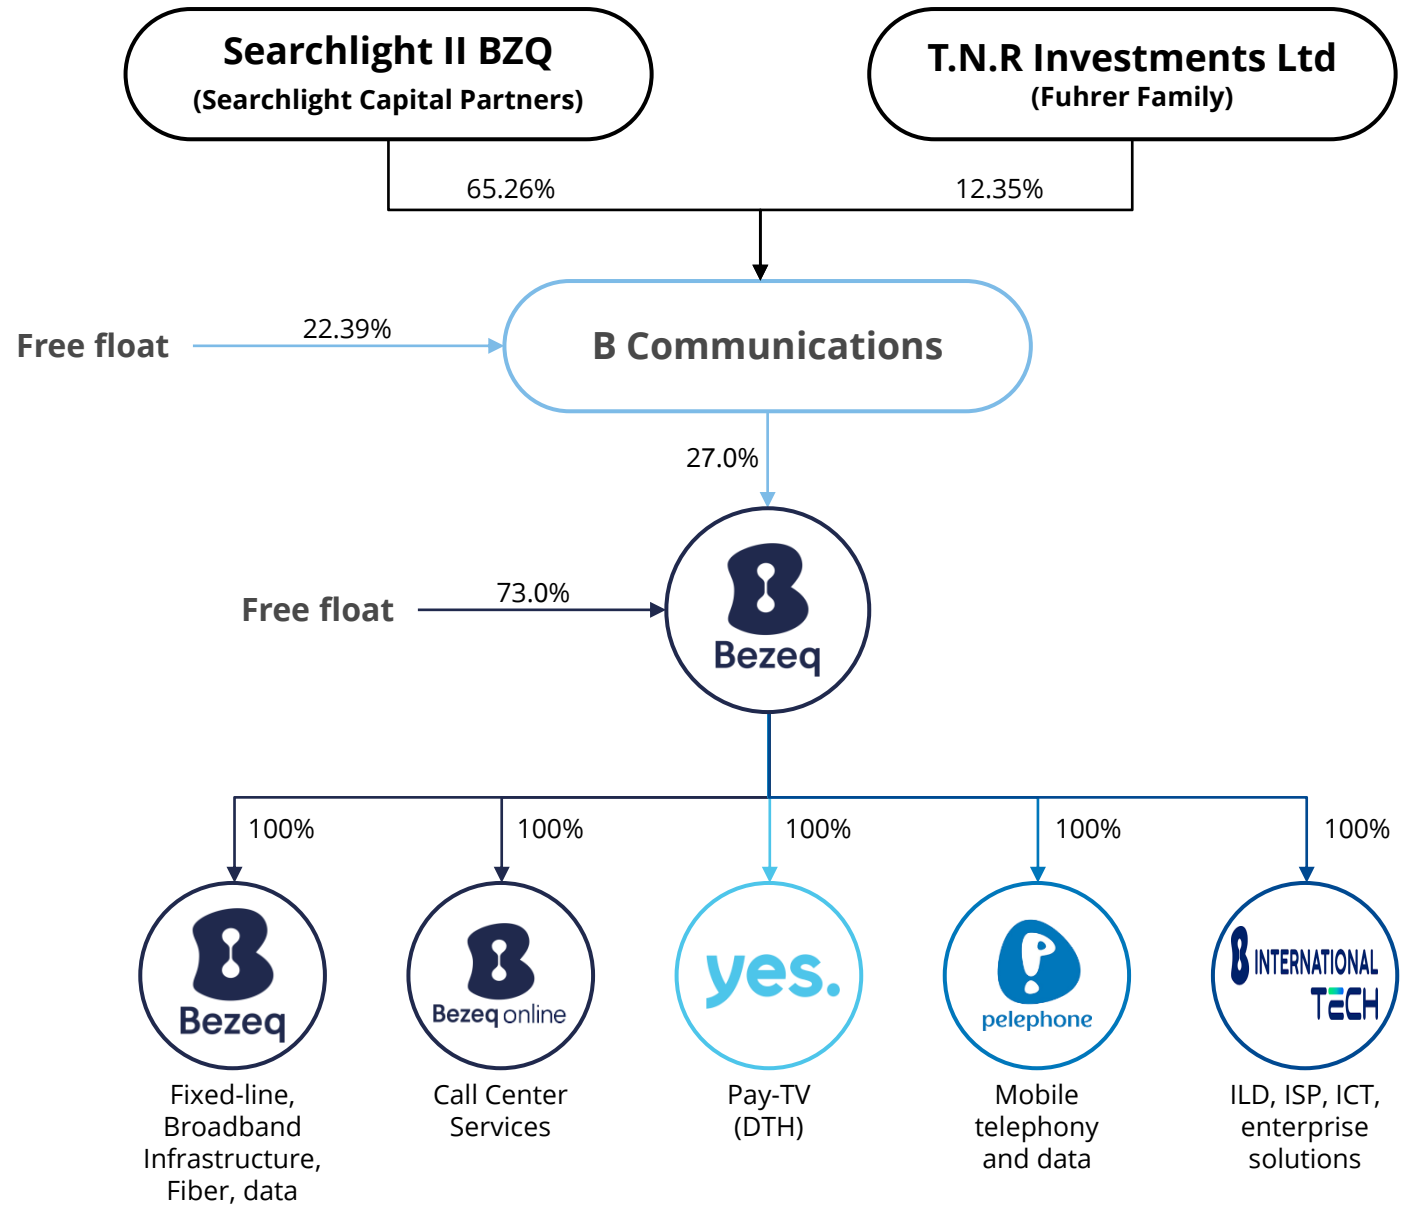 Searchlight II BZQ
(Searchlight Capital Partners)
T.N.R Investments Ltd
(Fuhrer Family)
65.26%
12.35%
Free float
22.39%
B Communications
27.0%
Free float
73.0%
Bezeq
100%
100%
100%
100%
100%
Bezeq
Bezeq online
yes.
pelephone
B INTERNATIONAL
TECH
Fixed-line,
Broadband
Infrastructure,
Fiber, data
Call Center
Services
Pay-TV
(DTH)
Mobile
telephony
and data
ILD, ISP, ICT,
enterprise
solutions